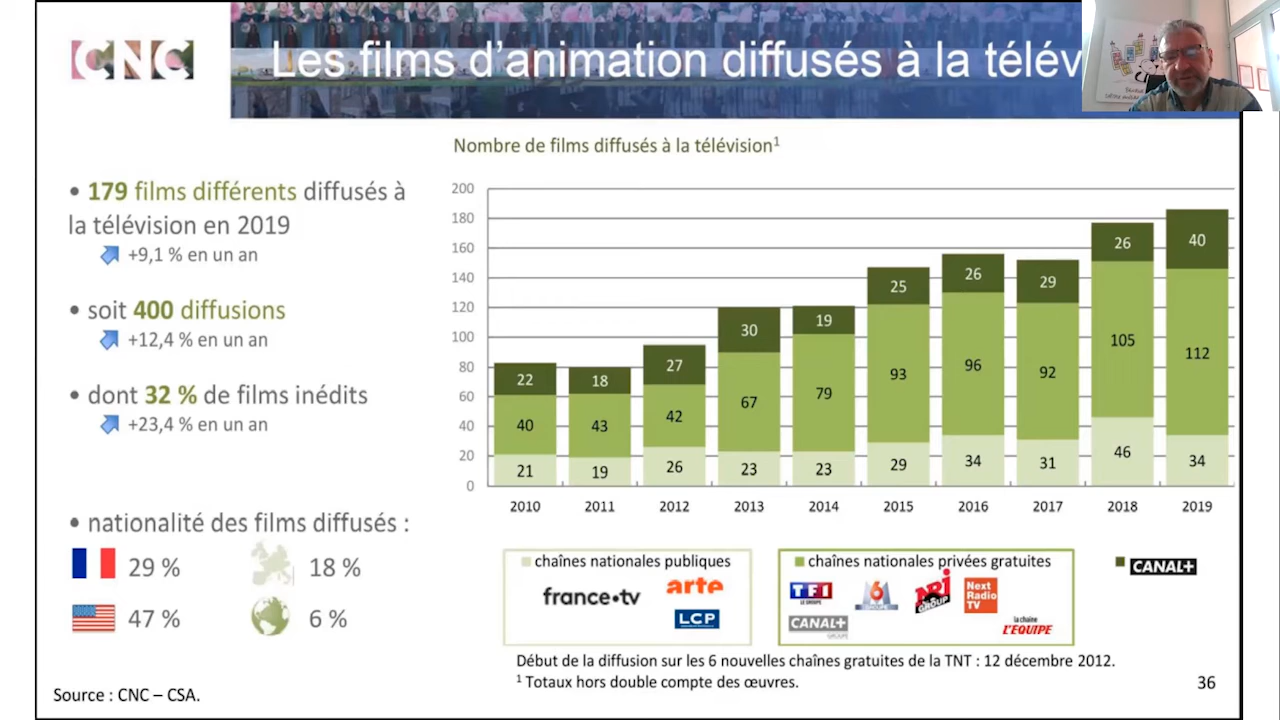 CNC
Les films d'animation diffusés à la télév
Nombre de films diffusés à la télévision¹
• 179 films différents diffusés à
la télévision en 2019
+9,1 % en un an
• soit 400 diffusions
+12,4 % en un an
• dont 32 % de films inédits
+23,4 % en un an
• nationalité des films diffusés :
29 % 18 %
47 % 6 %
200
180
160
140
120
100
80
60
40
20
0
22 18 27 30 19 25 26 29 26 40
40 43 42 67 79 93 96 92 105 112
21 19 26 23 23 29 34 31 46 34
2010 2011 2012 2013 2014 2015 2016 2017 2018 2019
chaînes nationales publiques
france•tv arte
LCP
chaînes nationales privées gratuites
TF1 LE GROUPE 6 GROUPE NRJ GROUP Next Radio TV
CANAL+ GROUPE la chaine L'EQUIPE
CANAL+
Début de la diffusion sur les 6 nouvelles chaînes gratuites de la TNT : 12 décembre 2012.
¹ Totaux hors double compte des œuvres.
Source : CNC – CSA.
36